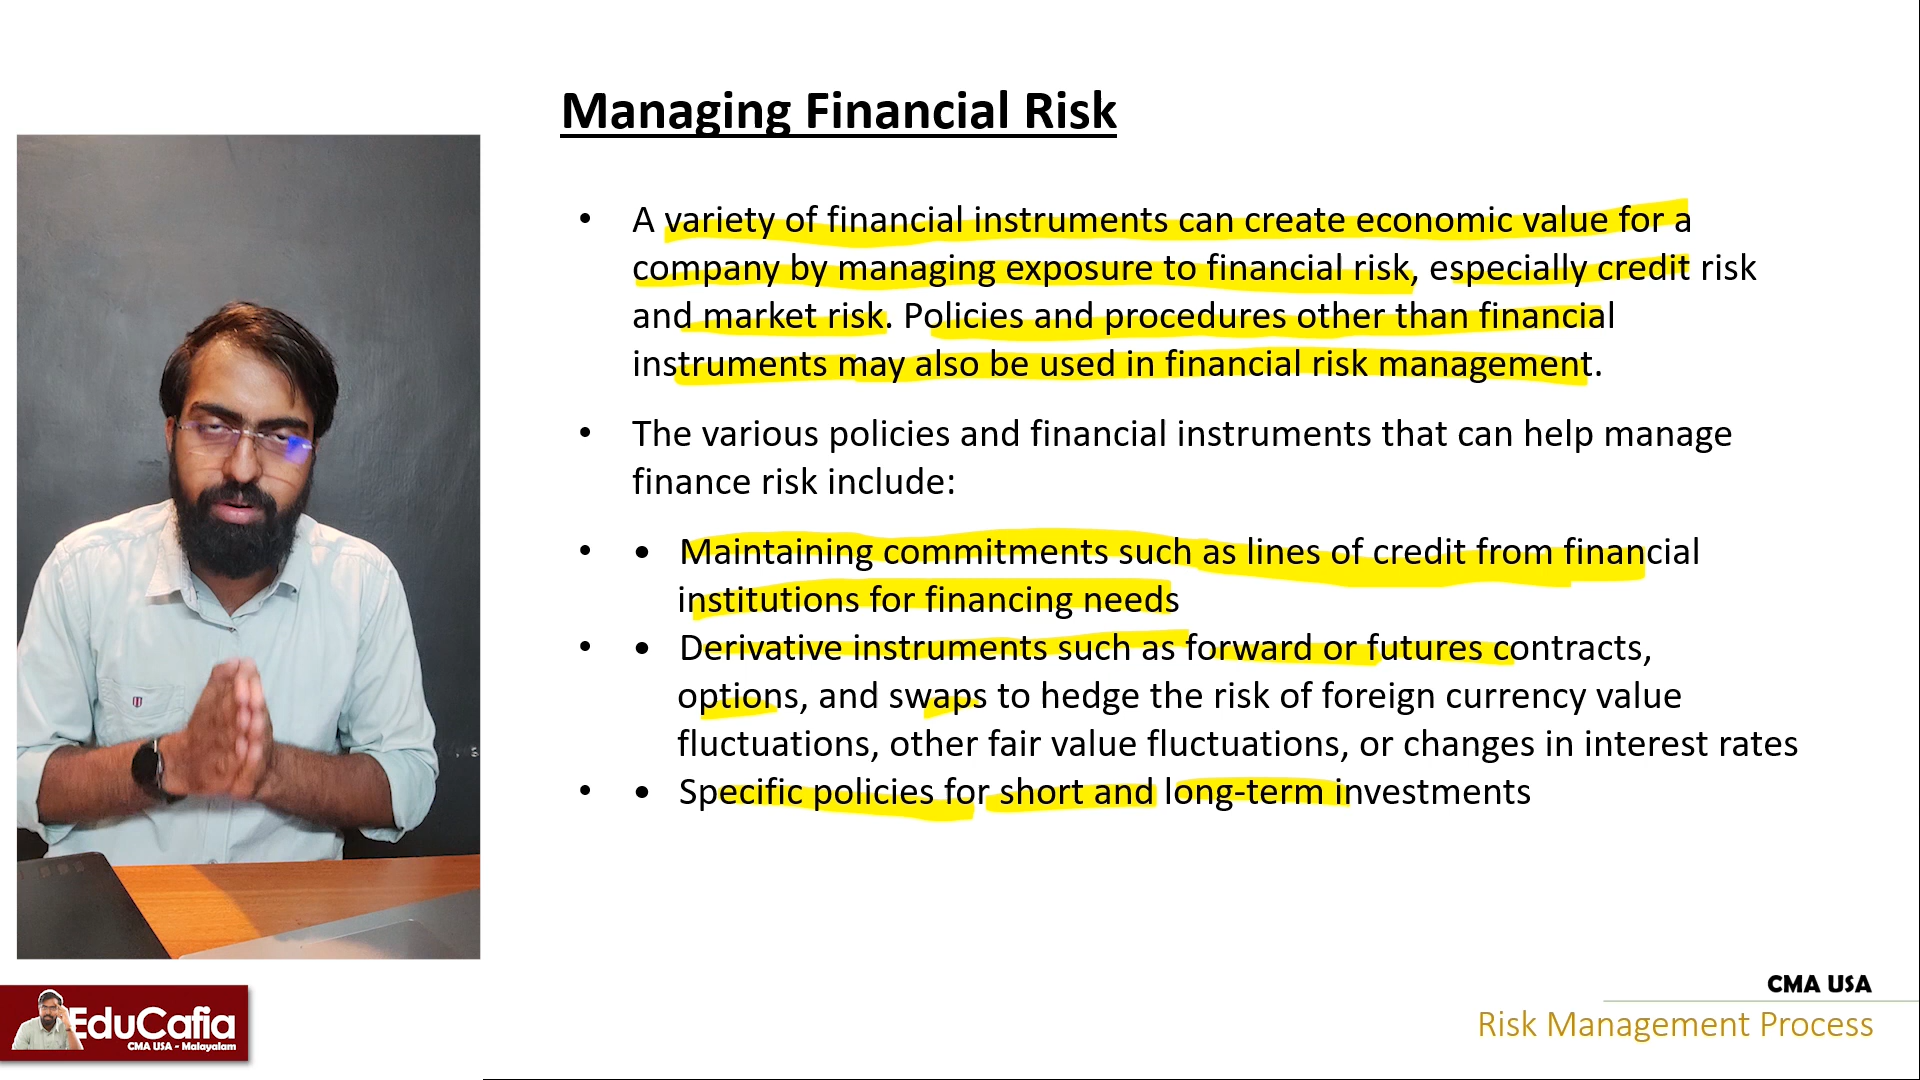 Managing Financial Risk
• A variety of financial instruments can create economic value for a
company by managing exposure to financial risk, especially credit risk
and market risk. Policies and procedures other than financial
instruments may also be used in financial risk management.
• The various policies and financial instruments that can help manage
finance risk include:
• • Maintaining commitments such as lines of credit from financial
institutions for financing needs
• • Derivative instruments such as forward or futures contracts,
options, and swaps to hedge the risk of foreign currency value
fluctuations, other fair value fluctuations, or changes in interest rates
• • Specific policies for short and long-term investments
EduCafia
CMA USA - Malayalam
CMA USA
Risk Management Process